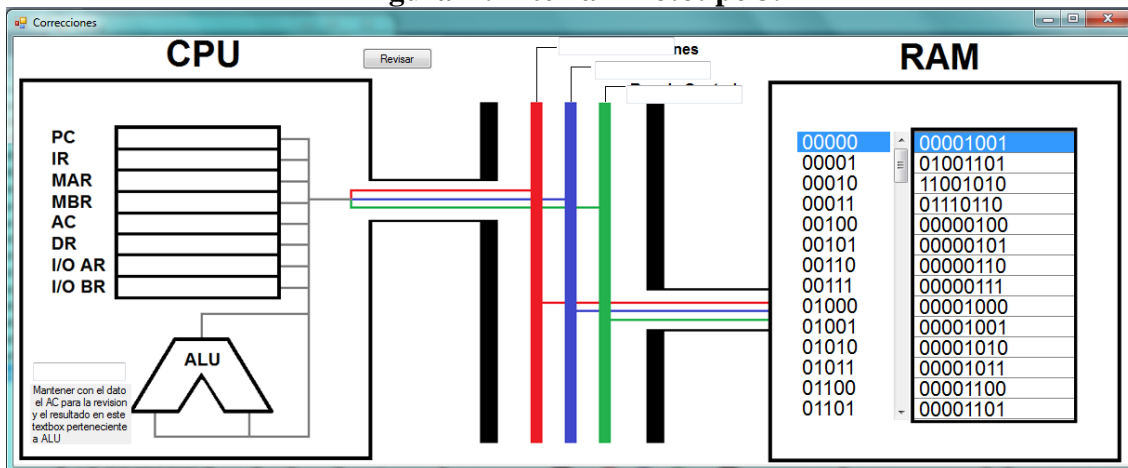 Correcciones
CPU
Revisar
nes
RAM
PC
IR
MAR
MBR
AC
DR
I/O AR
I/O BR
ALU
Mantener con el dato
el AC para la revision
y el resultado en este
textbox perteneciente
a ALU
00000 00001001
00001 01001101
00010 11001010
00011 01110110
00100 00000100
00101 00000101
00110 00000110
00111 00000111
01000 00001000
01001 00001001
01010 00001010
01011 00001011
01100 00001100
01101 00001101